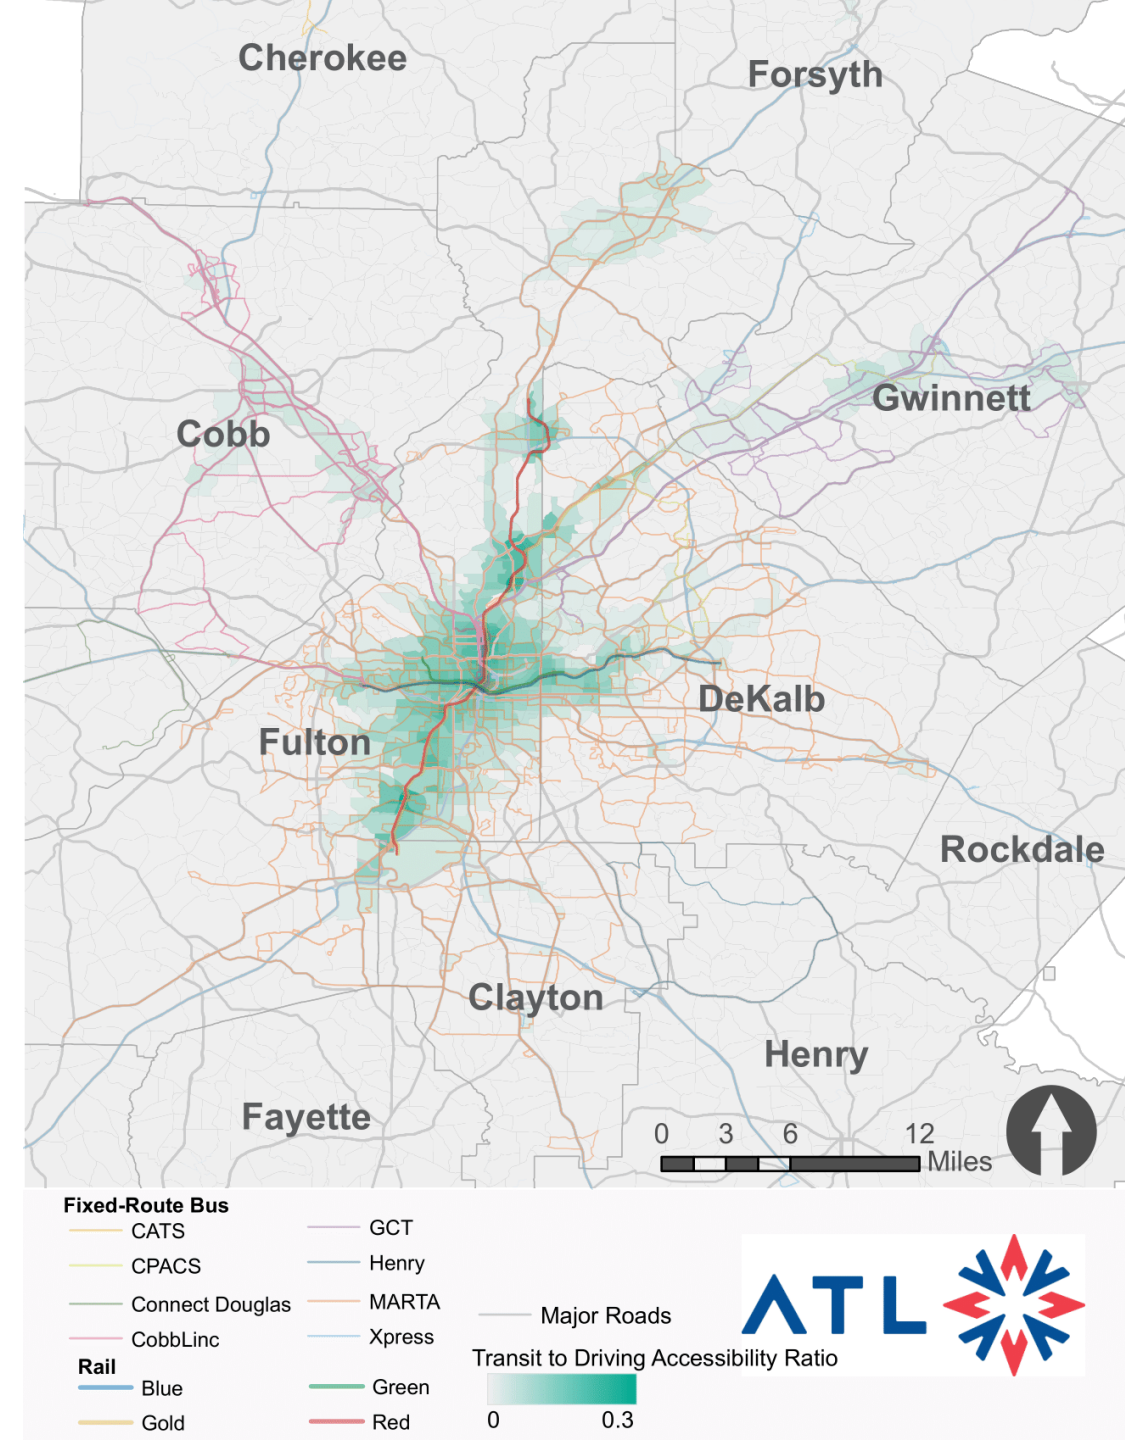 Cherokee
Forsyth
Gwinnett
Cobb
DeKalb
Fulton
Rockdale
Clayton
Henry
Fayette
0 3 6 12
Miles
Fixed-Route Bus
CATS
CPACS
Connect Douglas
CobbLinc
GCT
Henry
MARTA
Xpress
Rail
Blue
Gold
Green
Red
Major Roads
Transit to Driving Accessibility Ratio
0 0.3
ATL